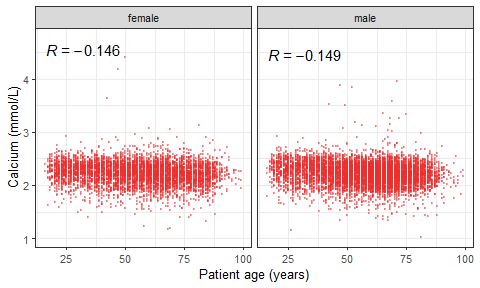 female
male
R = −0.146
R = −0.149
Calcium (mmol/L)
4
3
2
1
25
50
75
100
25
50
75
100
Patient age (years)